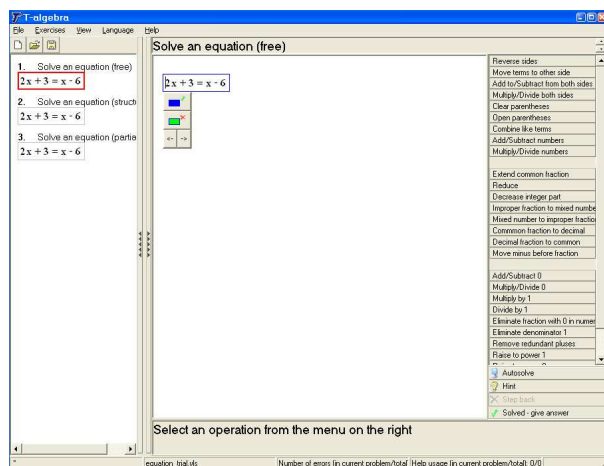 T-algebra
File Exercises View Language Help
Solve an equation (free)
1. Solve an equation (free)
2x + 3 = x - 6
2. Solve an equation (struct
2x + 3 = x - 6
3. Solve an equation (partia
2x + 3 = x - 6
2x + 3 = x - 6
<- ->
Reverse sides
Move terms to other side
Add to/Subtract from both sides
Multiply/Divide both sides
Clear parentheses
Open parentheses
Combine like terms
Add/Subtract numbers
Multiply/Divide numbers
Extend common fraction
Reduce
Decrease integer part
Improper fraction to mixed numbe
Mixed number to improper fractio
Commmon fraction to decimal
Decimal fraction to common
Move minus before fraction
Add/Subtract 0
Multiply/Divide 0
Multiply by 1
Divide by 1
Eliminate fraction with 0 in numer
Eliminate denominator 1
Remove redundant pluses
Raise to power 1
Autosolve
Hint
Step back
Solved - give answer
Select an operation from the menu on the right
equation_trial.vls
Number of errors (in current problem/total
Help usage (in current problem/total): 0/0